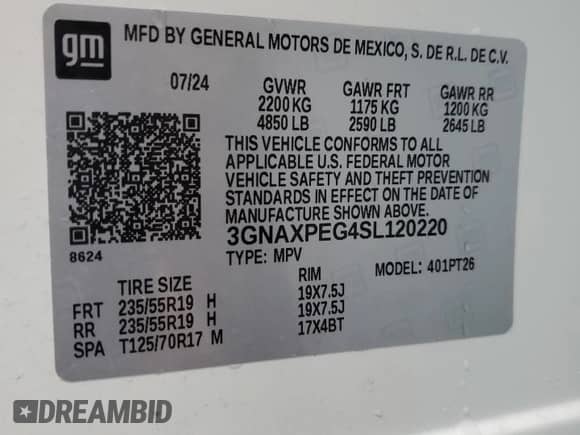 gm MFD BY GENERAL MOTORS DE MEXICO, S. DE R.L. DE C.V.
07/24 GVWR GAWR FRT GAWR RR
2200 KG 1175 KG 1200 KG
4850 LB 2590 LB 2645 LB
THIS VEHICLE CONFORMS TO ALL
APPLICABLE U.S. FEDERAL MOTOR
VEHICLE SAFETY AND THEFT PREVENTION
STANDARDS IN EFFECT ON THE DATE OF
MANUFACTURE SHOWN ABOVE.
3GNAXPEG4SL120220
8624 TYPE: MPV MODEL: 401PT26
TIRE SIZE RIM
FRT 235/55R19 H 19X7.5J
RR 235/55R19 H 19X7.5J
SPA T125/70R17 M 17X4BT
DREAMBID